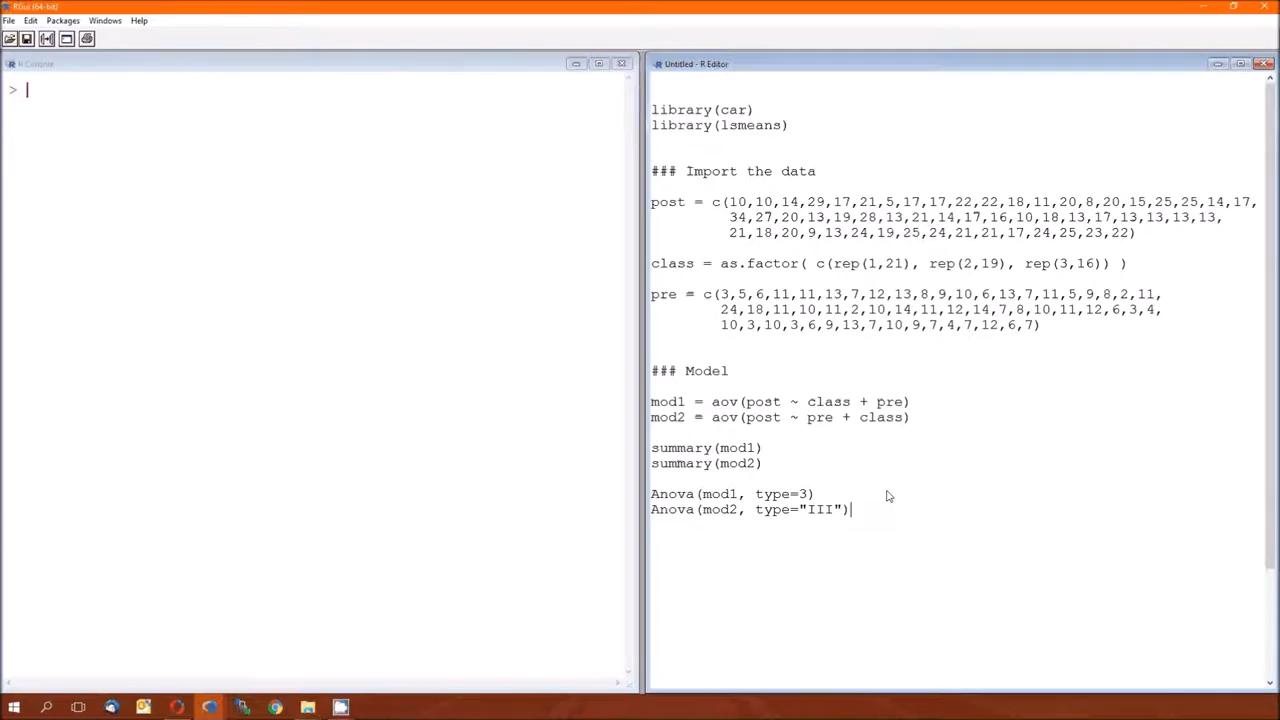 RGui (64-bit)
File Edit Packages Windows Help
R Console
>
Untitled - R Editor
library(car)
library(lsmeans)
### Import the data
post = c(10,10,14,29,17,21,5,17,17,22,22,18,11,20,8,20,15,25,25,14,17,
34,27,20,13,19,28,13,21,14,17,16,10,18,13,17,13,13,13,13,
21,18,20,9,13,24,19,25,24,21,21,17,24,25,23,22)
class = as.factor( c(rep(1,21), rep(2,19), rep(3,16)) )
pre = c(3,5,6,11,11,13,7,12,13,8,9,10,6,13,7,11,5,9,8,2,11,
24,18,11,10,11,2,10,14,11,12,14,7,8,10,11,12,6,3,4,
10,3,10,3,6,9,13,7,10,9,7,4,7,12,6,7)
### Model
mod1 = aov(post ~ class + pre)
mod2 = aov(post ~ pre + class)
summary(mod1)
summary(mod2)
Anova(mod1, type=3)
Anova(mod2, type="III")